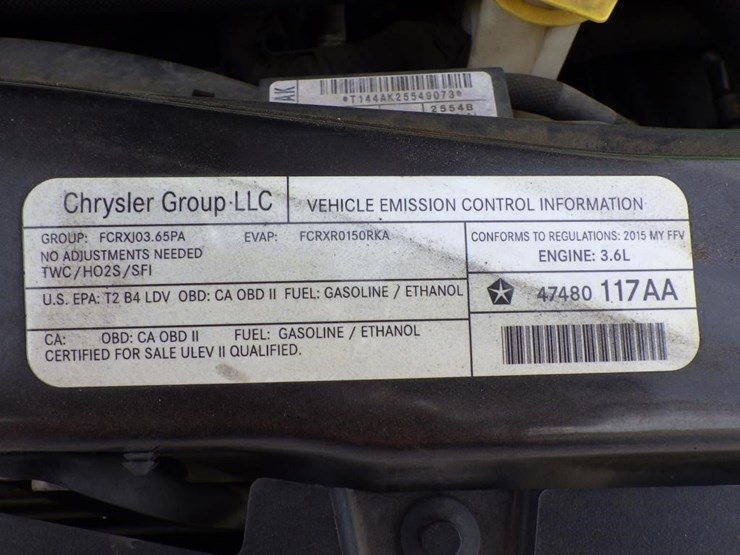 AK
*T144AK25549073*
2554B
Chrysler Group LLC
VEHICLE EMISSION CONTROL INFORMATION
GROUP: FCRXJ03.65PA EVAP: FCRXR0150RKA
NO ADJUSTMENTS NEEDED
TWC/HO2S/SFI
CONFORMS TO REGULATIONS: 2015 MY FFV
ENGINE: 3.6L
U.S. EPA: T2 B4 LDV OBD: CA OBD II FUEL: GASOLINE / ETHANOL
47480 117AA
CA: OBD: CA OBD II FUEL: GASOLINE / ETHANOL
CERTIFIED FOR SALE ULEV II QUALIFIED.